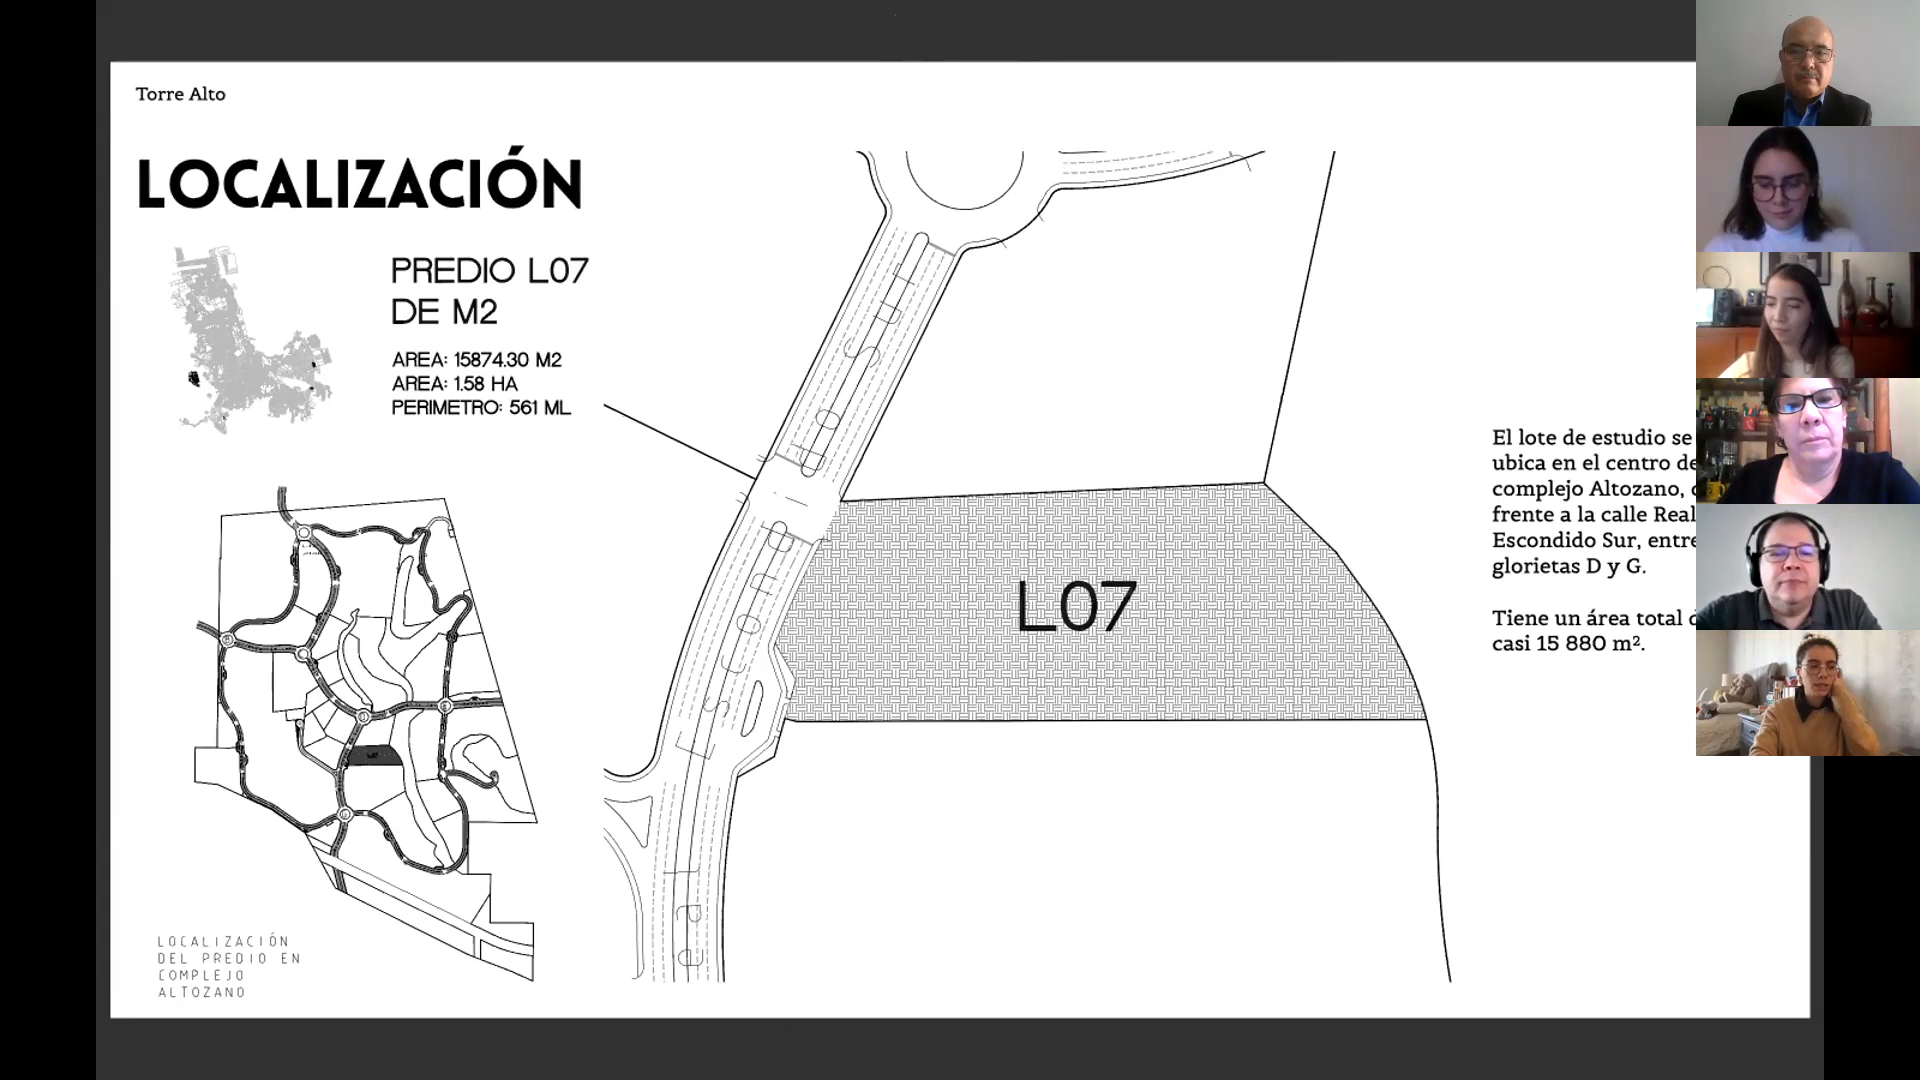 Torre Alto
LOCALIZACIÓN
PREDIO L07
DE M2
AREA: 15874.30 M2
AREA: 1.58 HA
PERIMETRO: 561 ML
L07
El lote de estudio se
ubica en el centro de
complejo Altozano,
frente a la calle Real
Escondido Sur, entre
glorietas D y G.
Tiene un área total
casi 15 880 m².
LOCALIZACIÓN
DEL PREDIO EN
COMPLEJO
ALTOZANO